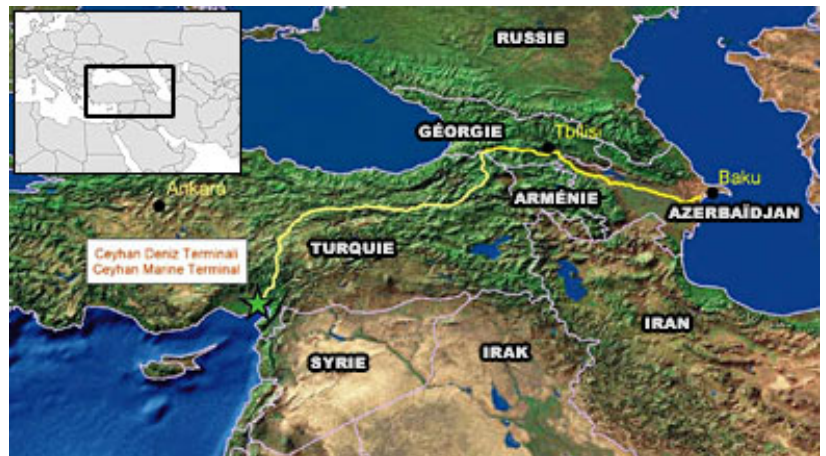 RUSSIE
GÉORGIE
Tbilisi
Ankara
Baku
ARMÉNIE
AZERBAÏDJAN
Ceyhan Deniz Terminali
Ceyhan Marine Terminal
TURQUIE
IRAN
SYRIE
IRAK